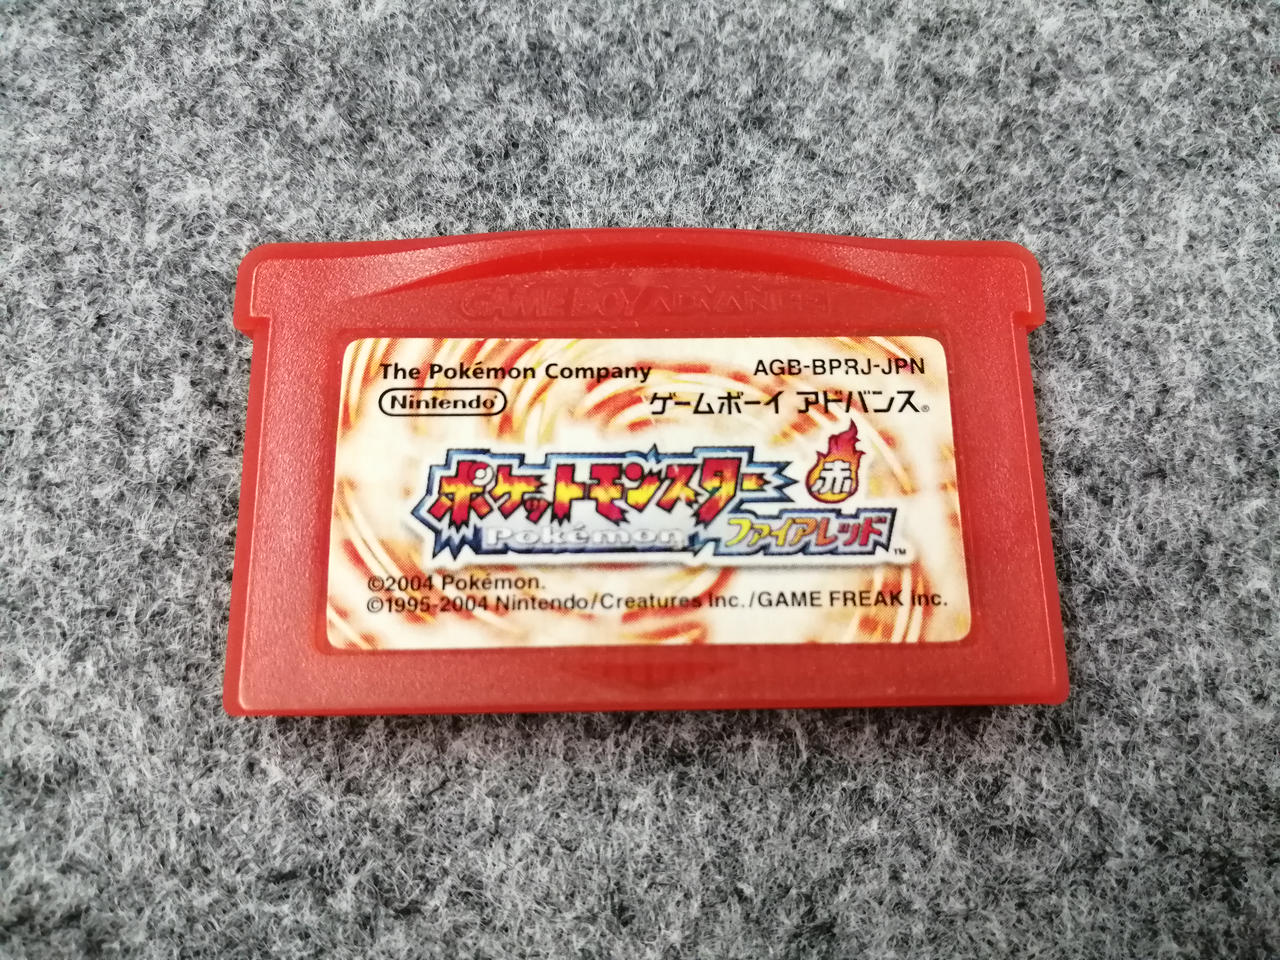 GAME BOY ADVANCE
The Pokémon Company AGB-BPRJ-JPN
Nintendo® ゲームボーイ アドバンス®
ポケットモンスター 赤
Pokémon ファイアレッド™
©2004 Pokémon.
©1995-2004 Nintendo/Creatures Inc./GAME FREAK inc.